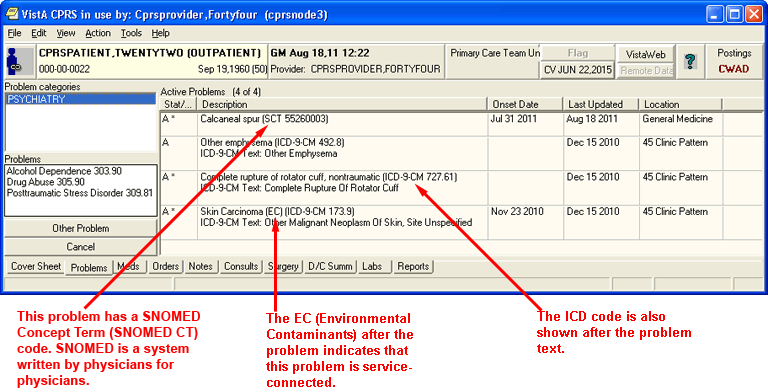 VistA CPRS in use by: Cprsprovider,Fortyfour (cprsnode3)
File Edit View Action Tools Help
CPRSPATIENT,TWENTYTWO (OUTPATIENT) GM Aug 18,11 12:22 Primary Care Team Un Flag VistaWeb Postings
000-00-0022 Sep 19,1960 (50) Provider: CPRSPROVIDER,FORTYFOUR CV JUN 22,2015 Remote Data ? CWAD
Problem categories Active Problems (4 of 4)
PSYCHIATRY Stat/... Description Onset Date Last Updated Location
A * Calcaneal spur (SCT 55260003) Jul 31 2011 Aug 18 2011 General Medicine
A Other emphysema (ICD-9-CM 492.8) Dec 15 2010 45 Clinic Pattern
ICD-9-CM Text: Other Emphysema
Problems
Alcohol Dependence 303.90
Drug Abuse 305.90
Posttraumatic Stress Disorder 309.81
A * Complete rupture of rotator cuff, nontraumatic (ICD-9-CM 727.61) Dec 15 2010 45 Clinic Pattern
ICD-9-CM Text: Complete Rupture Of Rotator Cuff
A * Skin Carcinoma (EC) (ICD-9-CM 173.9) Nov 23 2010 Dec 15 2010 45 Clinic Pattern
ICD-9-CM Text: Other Malignant Neoplasm Of Skin, Site Unspecified
Other Problem
Cancel
Cover Sheet Problems Meds Orders Notes Consults Surgery D/C Summ Labs Reports
This problem has a SNOMED
Concept Term (SNOMED CT)
code. SNOMED is a system
written by physicians for
physicians.
The EC (Environmental
Contaminants) after the
problem indicates that
this problem is service-
connected.
The ICD code is also
shown after the problem
text.